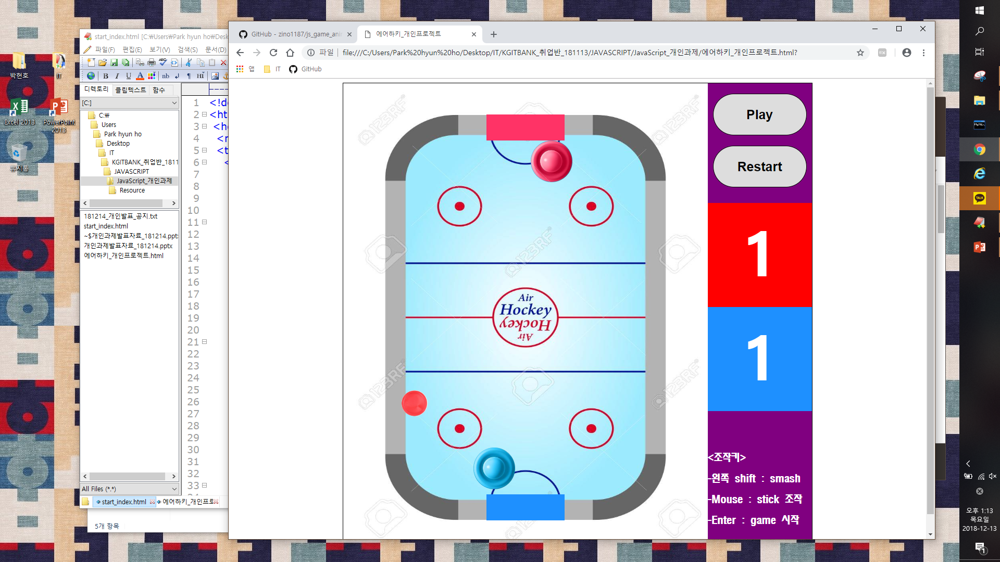 박현호
IT
Excel 2013
PowerPoint 2013
휴지통
start_index.html [C:₩Users₩Park hyun ho₩Desk
파일(F) 편집(E) 보기(V) 검색(S) 문서(D)
B I U A nb Hi
디렉토리 클립텍스트 함수
[C:]
C:₩
Users
Park hyun ho
Desktop
IT
KGITBANK_취업반_1811
JAVASCRIPT
JavaScript_개인과제
Resource
181214_개인발표_공지.txt
start_index.html
~$개인과제발표자료_181214.ppt
개인과제발표자료_181214.pptx
에어하키_개인프로젝트.html
All Files (*.*)
start_index.html 에어하키_개인프로
5개 항목
1 <!d
2 <ht
3 <h
4
5 <t
6 <
7
8
9
10
11
12
13
14
15
16
17
18
19
20
21
22
23
24
25
26
27
28
29
30
31
32
33
GitHub - zino1187/js_game_ani
에어하키_개인프로젝트
파일 file:///C:/Users/Park%20hyun%20ho/Desktop/IT/KGITBANK_취업반_181113/JAVASCRIPT/JavaScript_개인과제/에어하키_개인프로젝트.html?
앱 IT GitHub
@123RF
@123RF
@123RF
@123RF
@123RF
Air
Hockey
Hockey
Air
Play
Restart
1
1
<조작키>
-왼쪽 shift : smash
-Mouse : stick 조작
-Enter : game 시작
MySQL
TALK
오후 1:13
목요일
2018-12-13
1